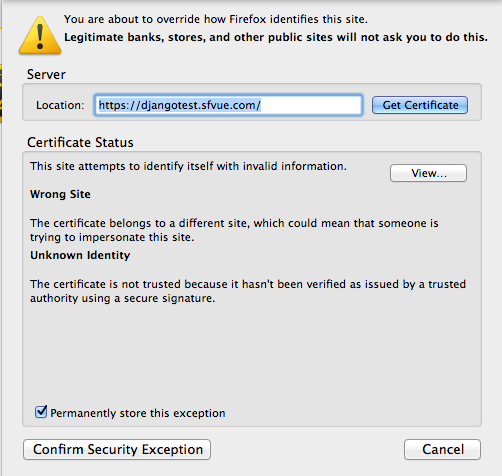 You are about to override how Firefox identifies this site.
Legitimate banks, stores, and other public sites will not ask you to do this.
Server
Location: https://djangotest.sfvue.com/ Get Certificate
Certificate Status
This site attempts to identify itself with invalid information.
View...
Wrong Site
The certificate belongs to a different site, which could mean that someone is
trying to impersonate this site.
Unknown Identity
The certificate is not trusted because it hasn't been verified as issued by a trusted
authority using a secure signature.
Permanently store this exception
Confirm Security Exception Cancel